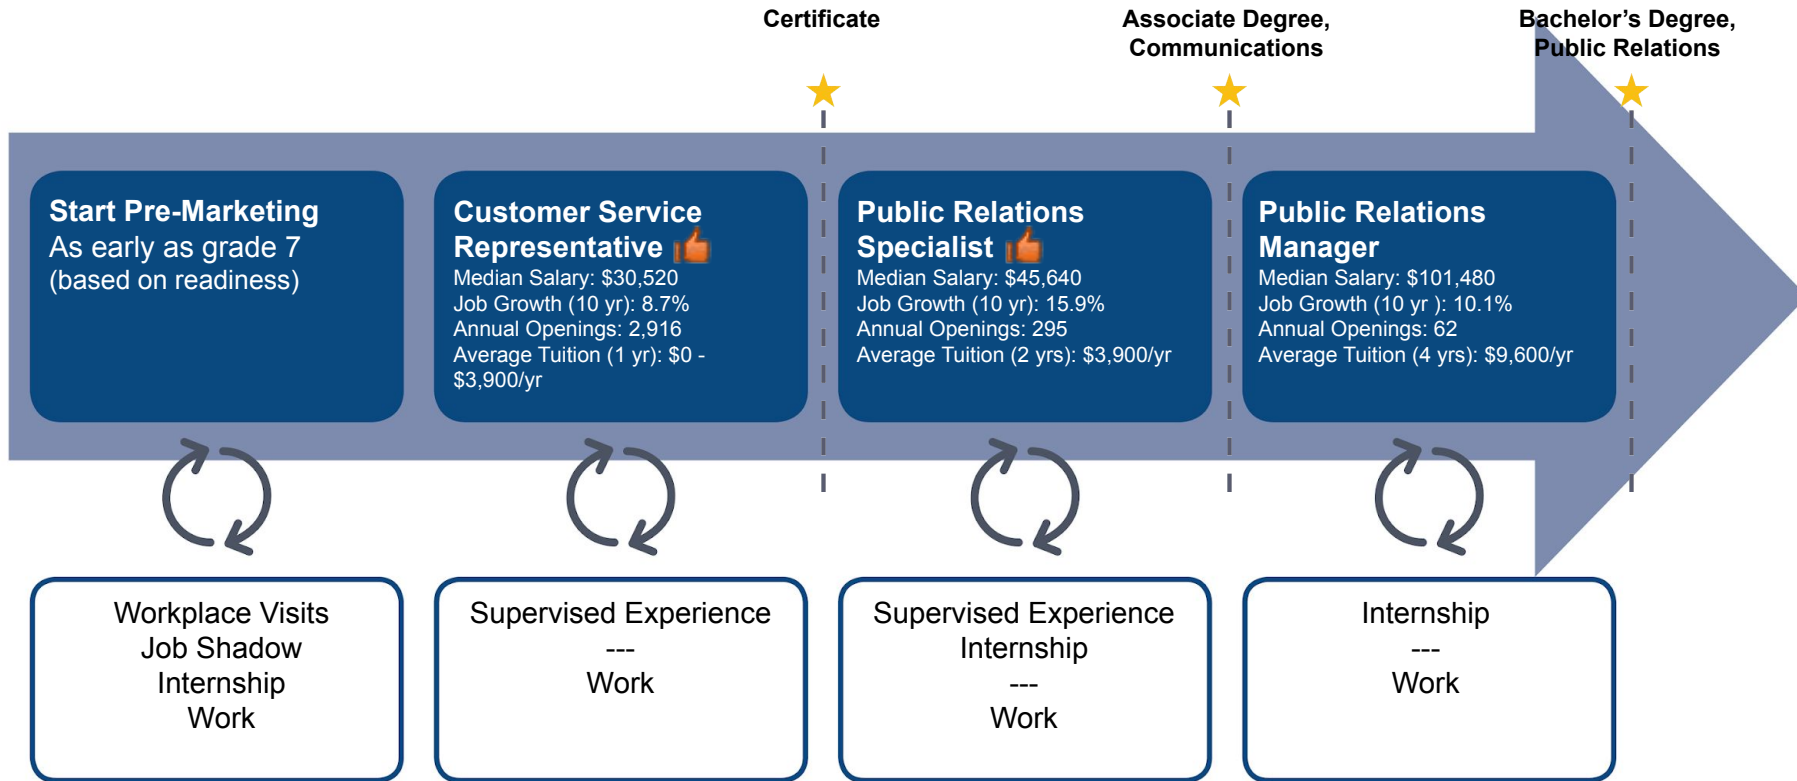 Certificate
Associate Degree,
Communications
Bachelor's Degree,
Public Relations
Start Pre-Marketing
As early as grade 7
(based on readiness)
Customer Service
Representative
Median Salary: $30,520
Job Growth (10 yr): 8.7%
Annual Openings: 2,916
Average Tuition (1 yr): $0 -
$3,900/yr
Public Relations
Specialist
Median Salary: $45,640
Job Growth (10 yr): 15.9%
Annual Openings: 295
Average Tuition (2 yrs): $3,900/yr
Public Relations
Manager
Median Salary: $101,480
Job Growth (10 yr ): 10.1%
Annual Openings: 62
Average Tuition (4 yrs): $9,600/yr
Workplace Visits
Job Shadow
Internship
Work
Supervised Experience
---
Work
Supervised Experience
Internship
---
Work
Internship
---
Work